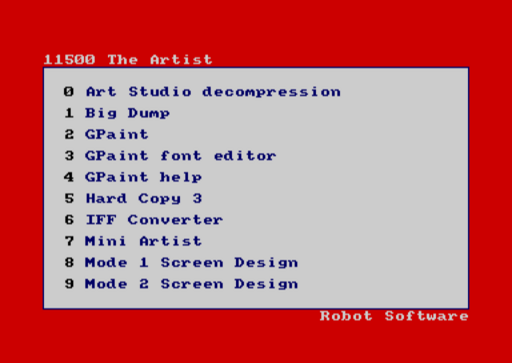 11500 The Artist
0 Art Studio decompression
1 Big Dump
2 GPaint
3 GPaint font editor
4 GPaint help
5 Hard Copy 3
6 IFF Converter
7 Mini Artist
8 Mode 1 Screen Design
9 Mode 2 Screen Design
Robot Software